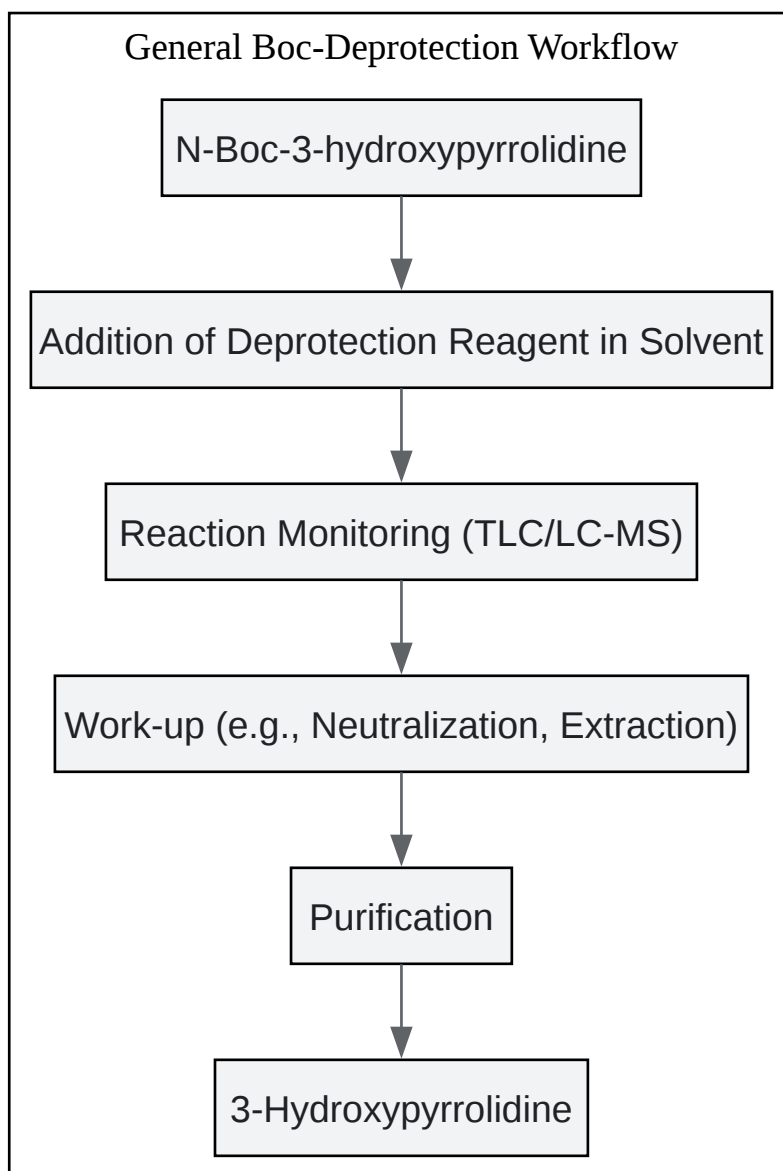 General Boc-Deprotection Workflow
N-Boc-3-hydroxypyrrolidine
Addition of Deprotection Reagent in Solvent
Reaction Monitoring (TLC/LC-MS)
Work-up (e.g., Neutralization, Extraction)
Purification
3-Hydroxypyrrolidine